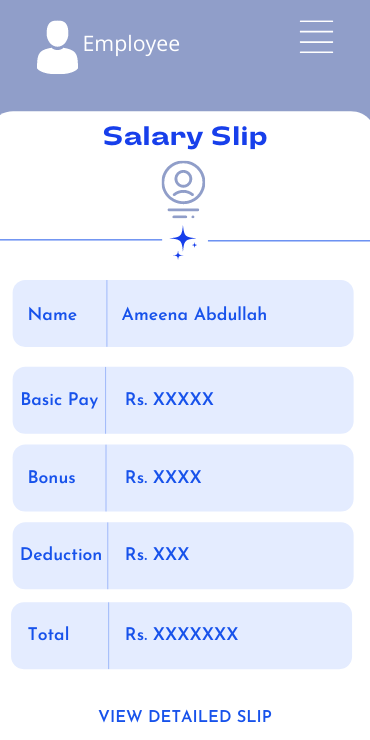 Employee
Salary Slip
Name Ameena Abdullah
Basic Pay Rs. XXXXX
Bonus Rs. XXXX
Deduction Rs. XXX
Total Rs. XXXXXXX
VIEW DETAILED SLIP